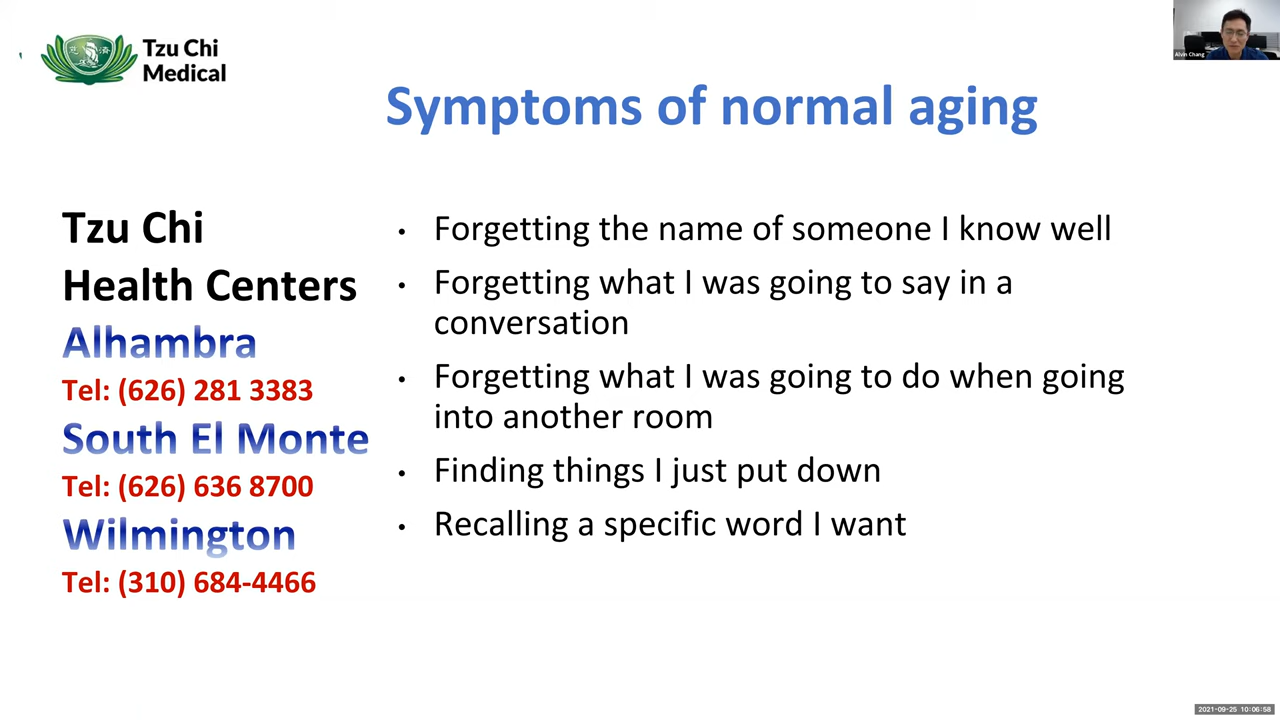 Tzu Chi
Medical
Alvin Chang
Symptoms of normal aging
Tzu Chi
Health Centers
Alhambra
Tel: (626) 281 3383
South El Monte
Tel: (626) 636 8700
Wilmington
Tel: (310) 684-4466
• Forgetting the name of someone I know well
• Forgetting what I was going to say in a
conversation
• Forgetting what I was going to do when going
into another room
• Finding things I just put down
• Recalling a specific word I want
2021-09-25 10:06:58